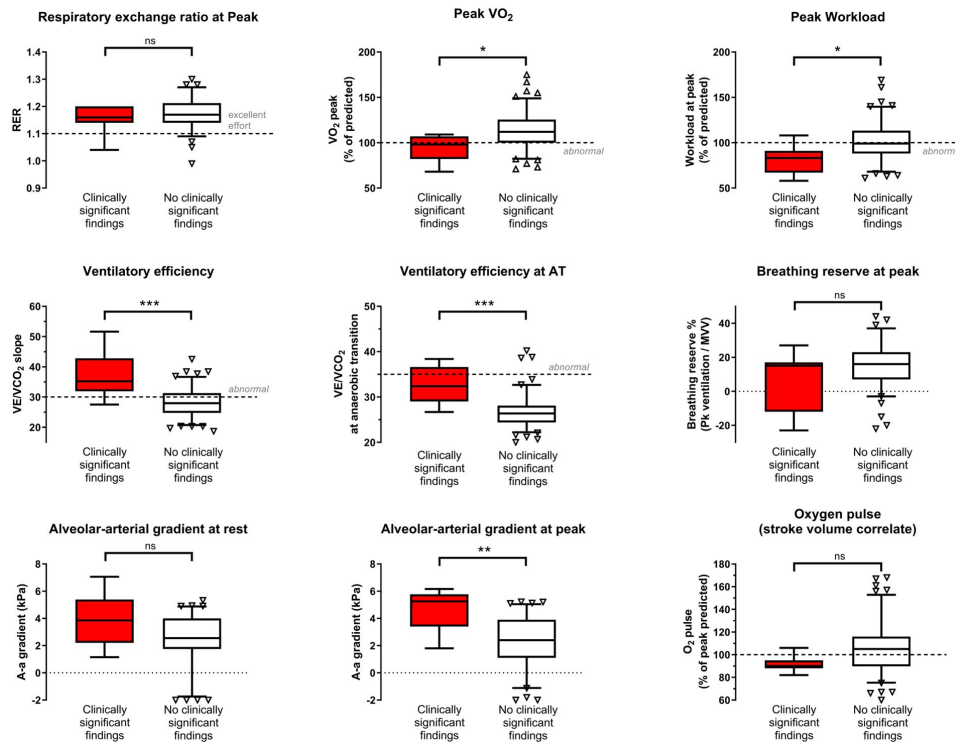 Respiratory exchange ratio at Peak
ns
1.4
1.3
1.2
1.1
1.0
0.9
RER
excellent
effort
Clinically
significant
findings
No clinically
significant
findings
Peak VO2
*
200
150
100
50
VO2 peak
(% of predicted)
abnormal
Clinically
significant
findings
No clinically
significant
findings
Peak Workload
*
200
150
100
50
Workload at peak
(% of predicted)
abnorm
Clinically
significant
findings
No clinically
significant
findings
Ventilatory efficiency
***
60
50
40
30
20
VE/VCO2 slope
abnormal
Clinically
significant
findings
No clinically
significant
findings
Ventilatory efficiency at AT
***
50
40
30
20
VE/VCO2
at anaerobic transition
abnormal
Clinically
significant
findings
No clinically
significant
findings
Breathing reserve at peak
ns
40
20
0
-20
Breathing reserve %
(Pk ventilation / MVV)
Clinically
significant
findings
No clinically
significant
findings
Alveolar-arterial gradient at rest
ns
8
6
4
2
0
-2
A-a gradient (kPa)
Clinically
significant
findings
No clinically
significant
findings
Alveolar-arterial gradient at peak
**
8
6
4
2
0
-2
A-a gradient (kPa)
Clinically
significant
findings
No clinically
significant
findings
Oxygen pulse
(stroke volume correlate)
ns
180
160
140
120
100
80
60
O2 pulse
(% of peak predicted)
Clinically
significant
findings
No clinically
significant
findings